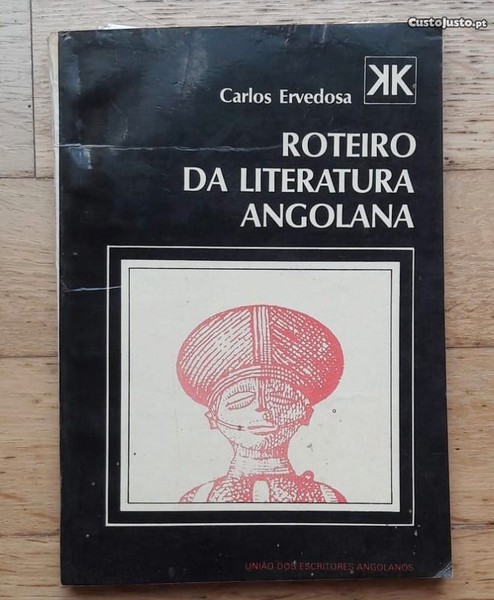 CustoJusto.pt
Carlos Ervedosa
KK
ROTEIRO
DA LITERATURA
ANGOLANA
UNIÃO DOS ESCRITORES ANGOLANOS